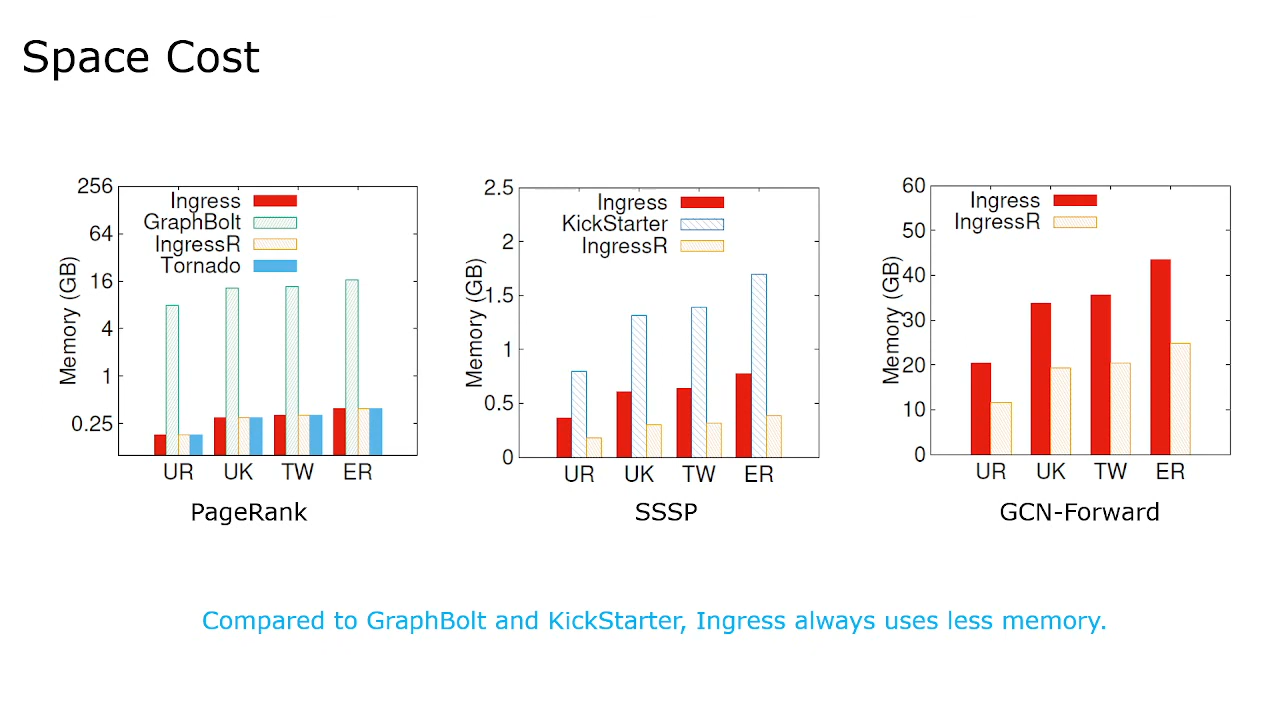 Space Cost
256
64
16
4
1
0.25
Memory (GB)
Ingress
GraphBolt
IngressR
Tornado
UR UK TW ER
PageRank
2.5
2
1.5
1
0.5
0
Memory (GB)
Ingress
KickStarter
IngressR
UR UK TW ER
SSSP
60
50
40
30
20
10
0
Memory (GB)
Ingress
IngressR
UR UK TW ER
GCN-Forward
Compared to GraphBolt and KickStarter, Ingress always uses less memory.